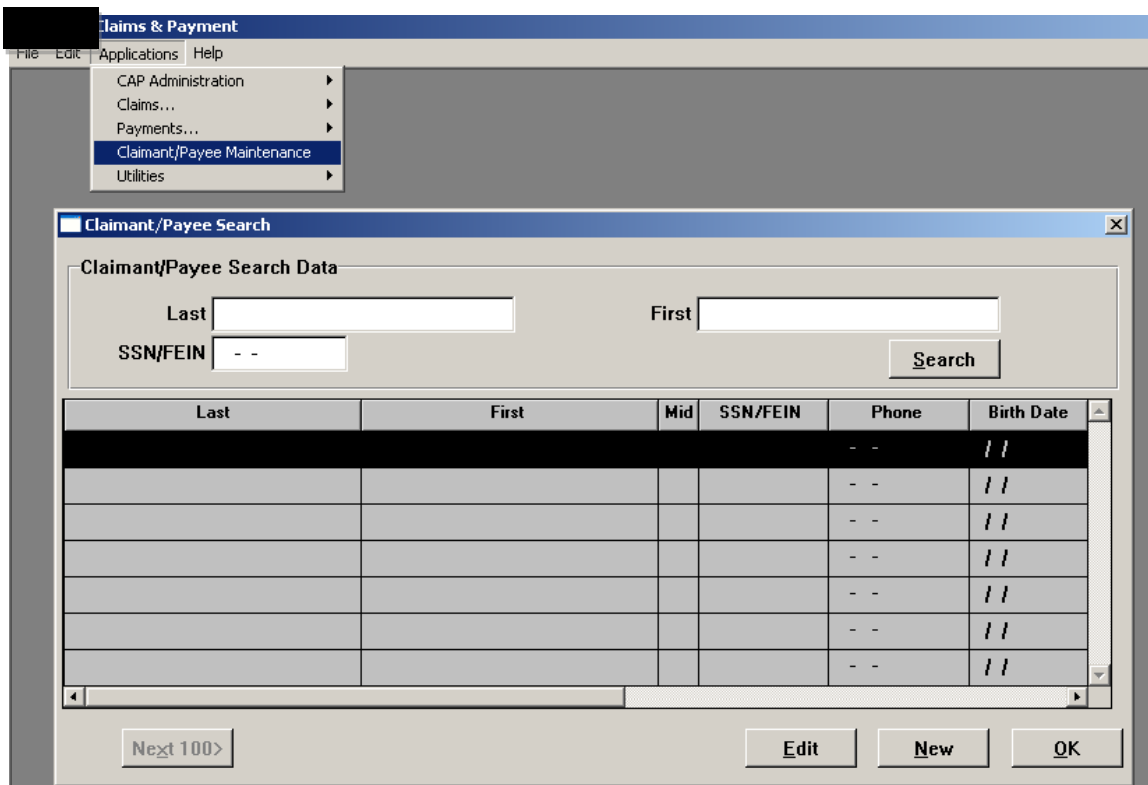 Claims & Payment
File Edit Applications Help
CAP Administration
Claims...
Payments...
Claimant/Payee Maintenance
Utilities
Claimant/Payee Search
Claimant/Payee Search Data
Last First
SSN/FEIN - - Search
Last First Mid SSN/FEIN Phone Birth Date
- - / /
- - / /
- - / /
- - / /
- - / /
- - / /
- - / /
Next 100> Edit New OK